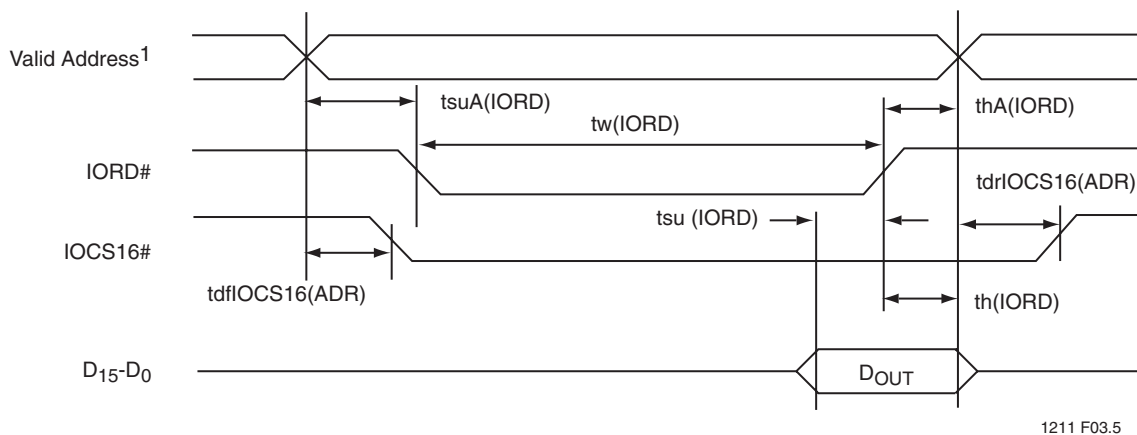 Valid Address1
tsuA(IORD)
thA(IORD)
tw(IORD)
IORD#
tdrIOCS16(ADR)
tsu (IORD)
IOCS16#
tdfIOCS16(ADR)
th(IORD)
D15-D0
DOUT
1211 F03.5